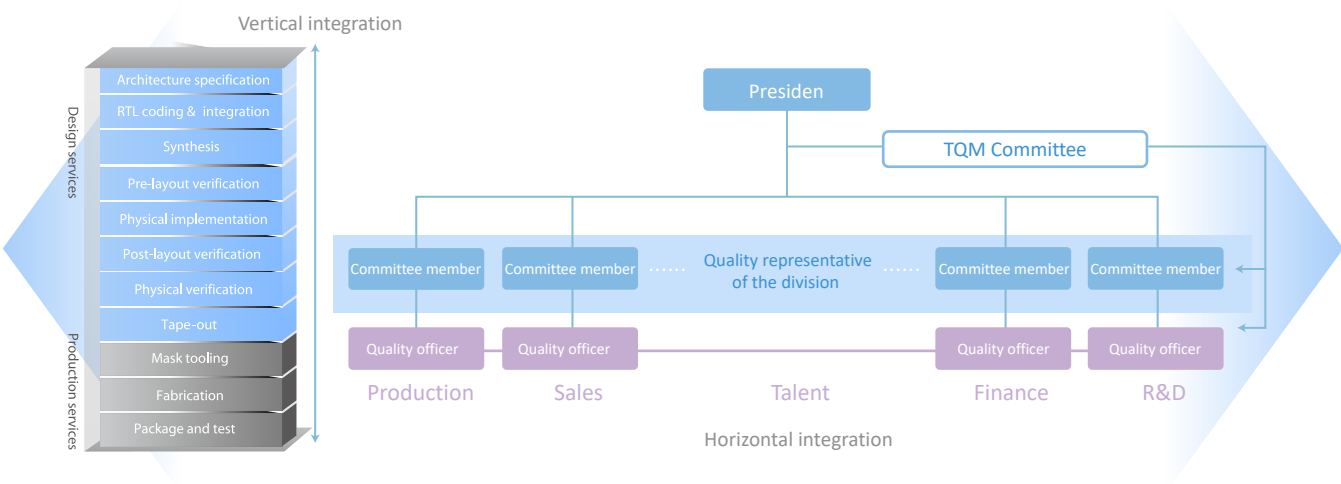 Vertical integration
Design services
Production services
Architecture specification
RTL coding & integration
Synthesis
Pre-layout verification
Physical implementation
Post-layout verification
Physical verification
Tape-out
Mask tooling
Fabrication
Package and test
Presiden
TQM Committee
Committee member
Committee member
...... Quality representative ......
of the division
Committee member
Committee member
Quality officer
Quality officer
Quality officer
Quality officer
Production
Sales
Talent
Finance
R&D
Horizontal integration